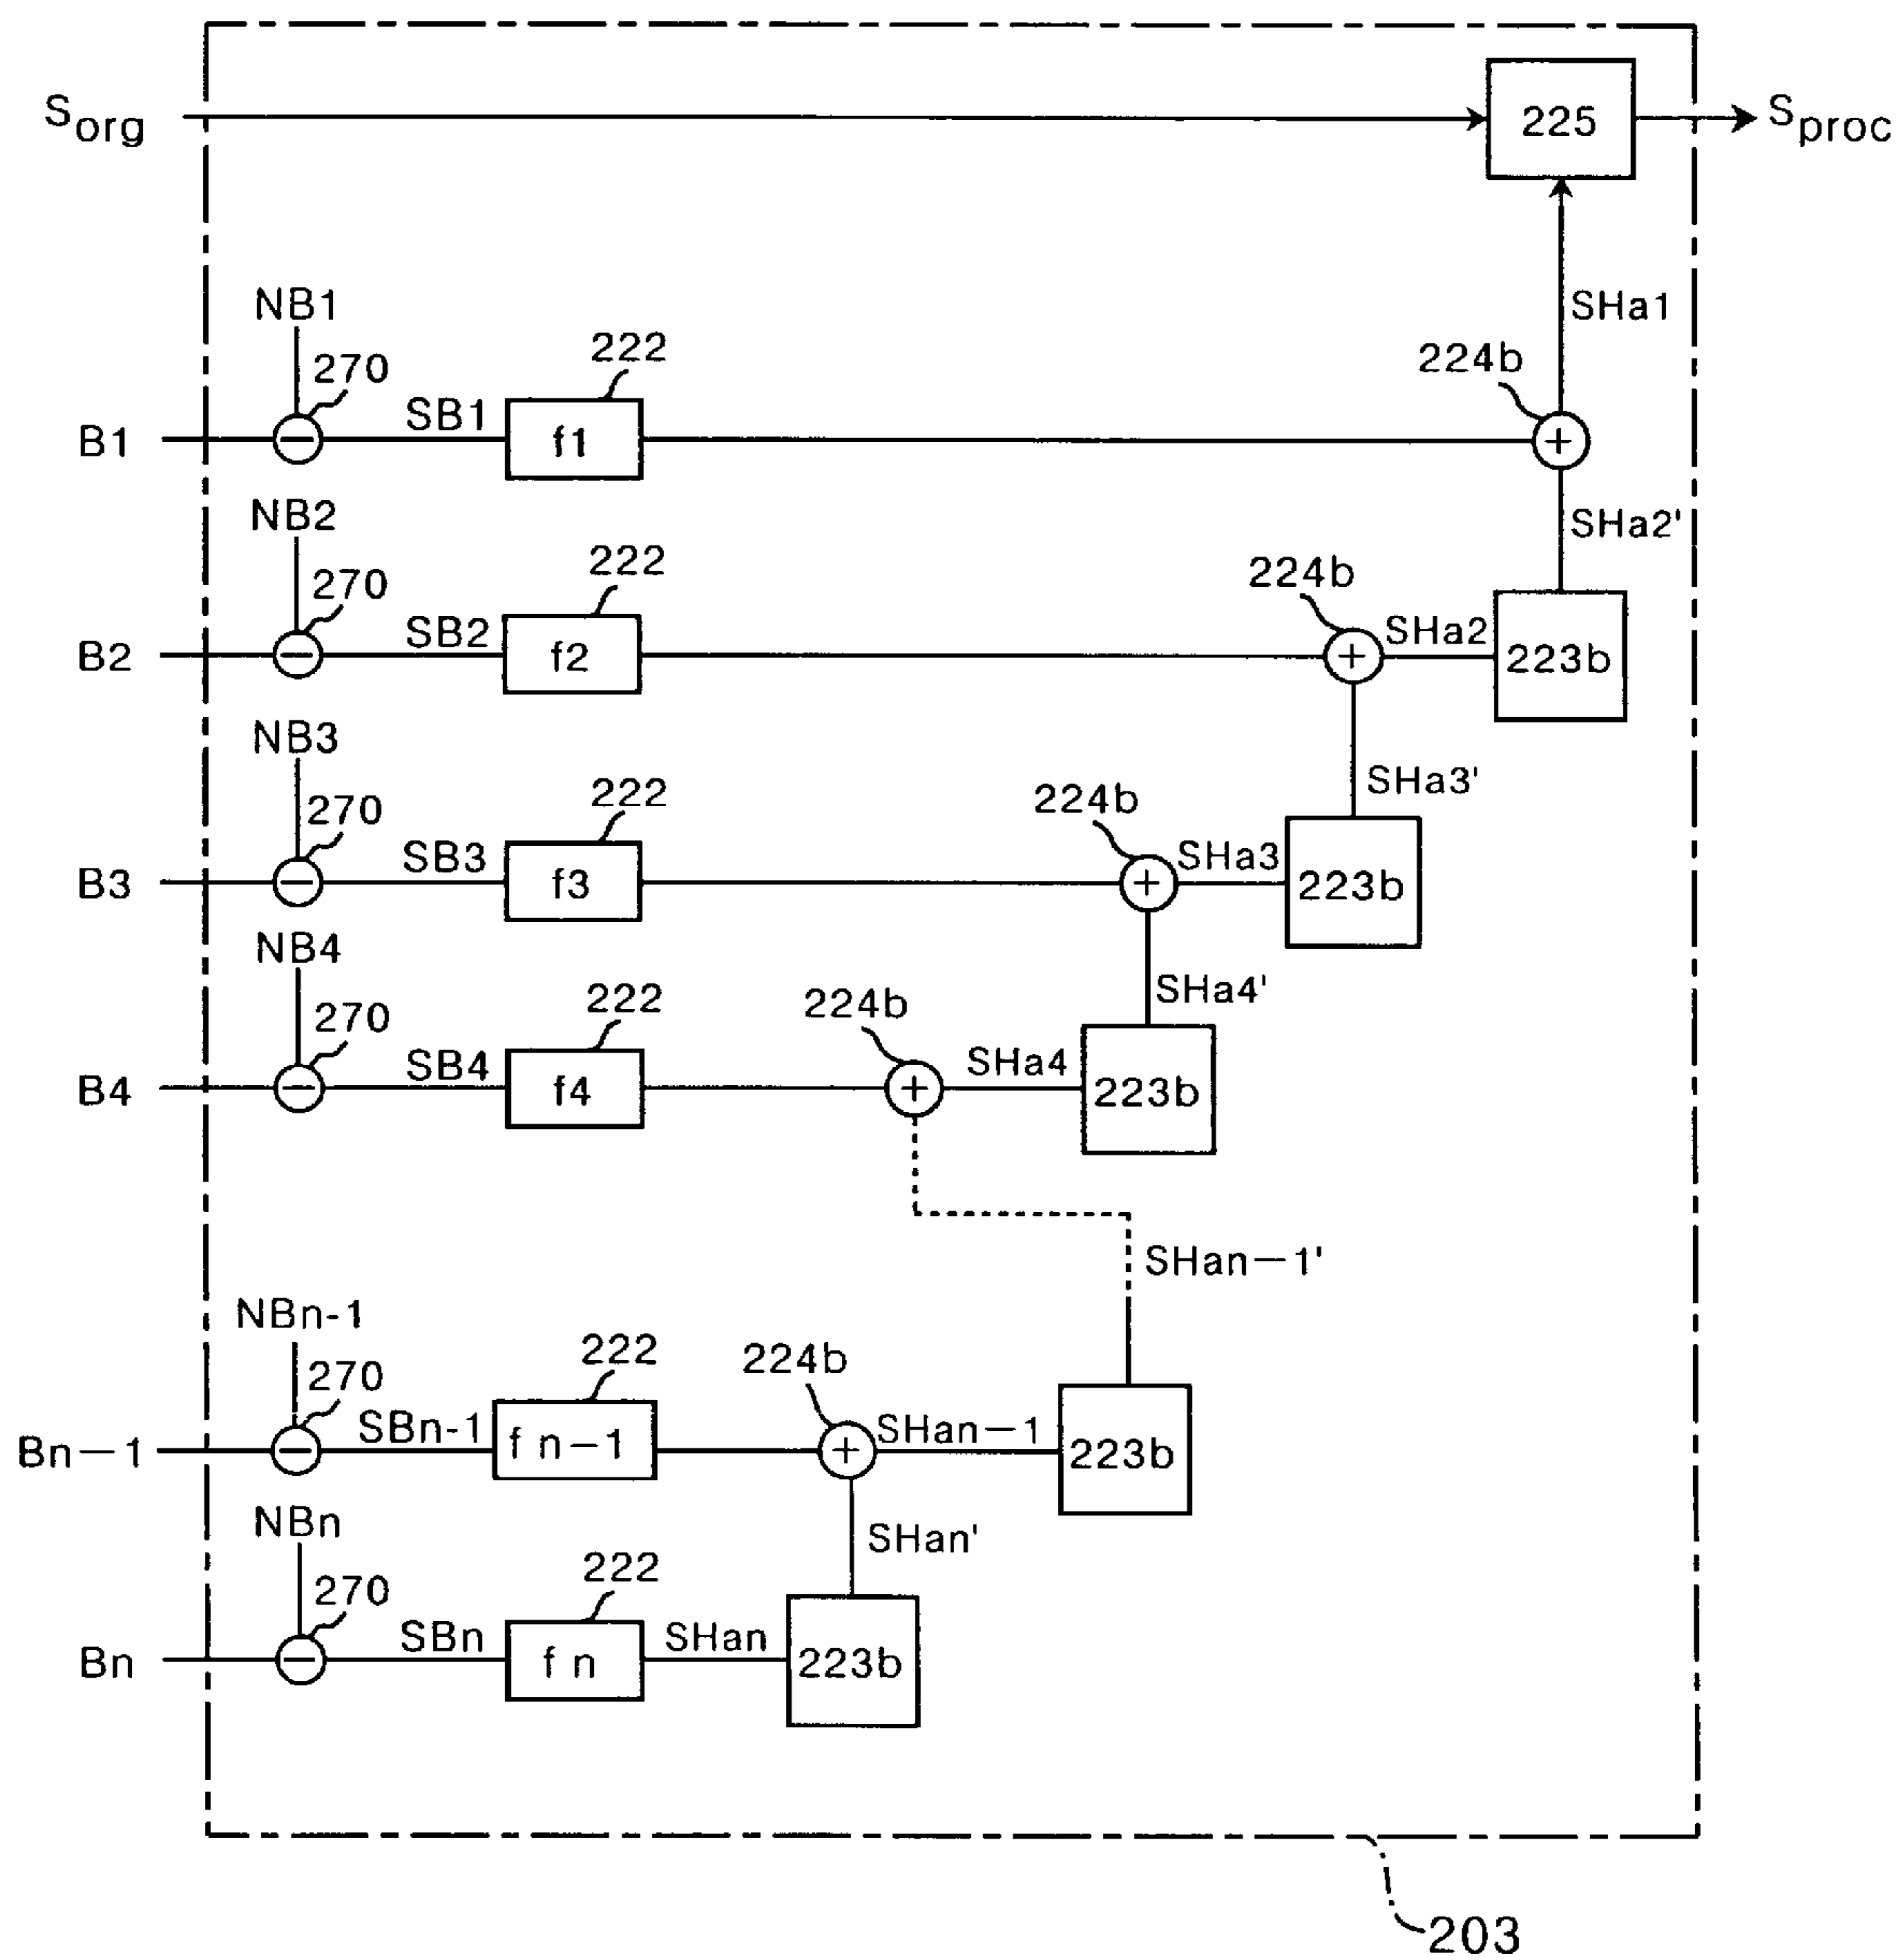 Sorg
225
Sproc
NB1
SHa1
270
222
224b
B1
SB1
f1
NB2
SHa2'
270
222
224b
B2
SB2
f2
SHa2
223b
NB3
SHa3'
270
222
224b
B3
SB3
f3
SHa3
223b
NB4
SHa4'
270
222
224b
B4
SB4
f4
SHa4
223b
SHan−1'
NBn-1
270
222
224b
Bn−1
SBn-1
f n−1
SHan−1
223b
NBn
SHan'
270
222
Bn
SBn
f n
SHan
223b
203